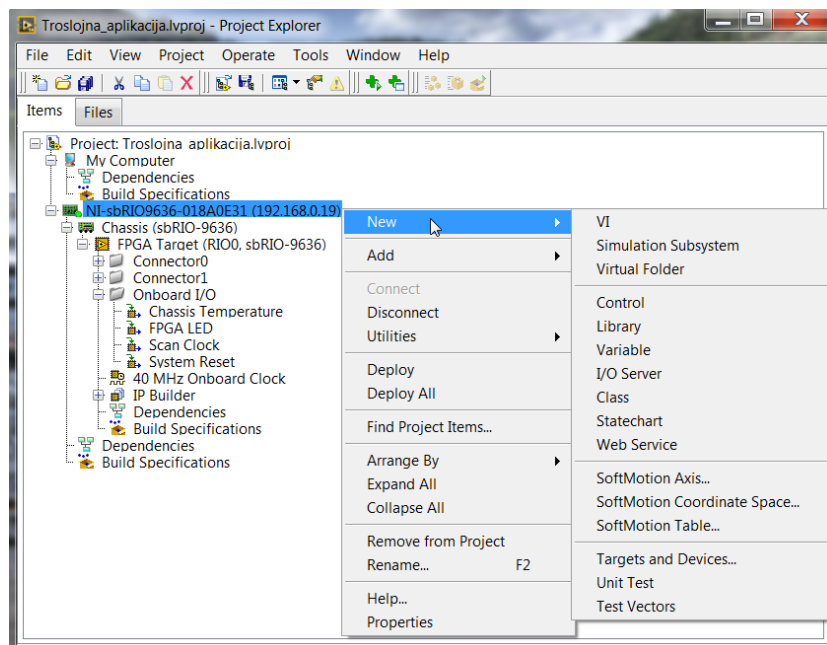 Troslojna_aplikacija.lvproj - Project Explorer
File Edit View Project Operate Tools Window Help
Items Files
Project: Troslojna_aplikacija.lvproj
My Computer
Dependencies
Build Specifications
NI-sbRIO9636-018A0E31 (192.168.0.19)
Chassis (sbRIO-9636)
FPGA Target (RIO0, sbRIO-9636)
Connector0
Connector1
Onboard I/O
Chassis Temperature
FPGA LED
Scan Clock
System Reset
40 MHz Onboard Clock
IP Builder
Dependencies
Build Specifications
Dependencies
Build Specifications
New
Add
Connect
Disconnect
Utilities
Deploy
Deploy All
Find Project Items...
Arrange By
Expand All
Collapse All
Remove from Project
Rename... F2
Help...
Properties
VI
Simulation Subsystem
Virtual Folder
Control
Library
Variable
I/O Server
Class
Statechart
Web Service
SoftMotion Axis...
SoftMotion Coordinate Space...
SoftMotion Table...
Targets and Devices...
Unit Test
Test Vectors